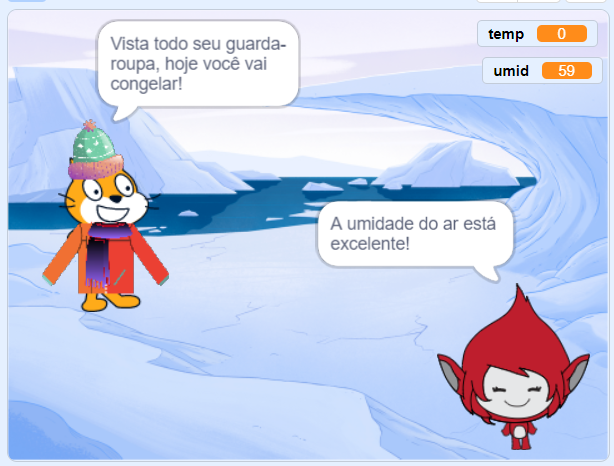 Vista todo seu guarda-
roupa, hoje você vai
congelar!
temp 0
umid 59
A umidade do ar está
excelente!